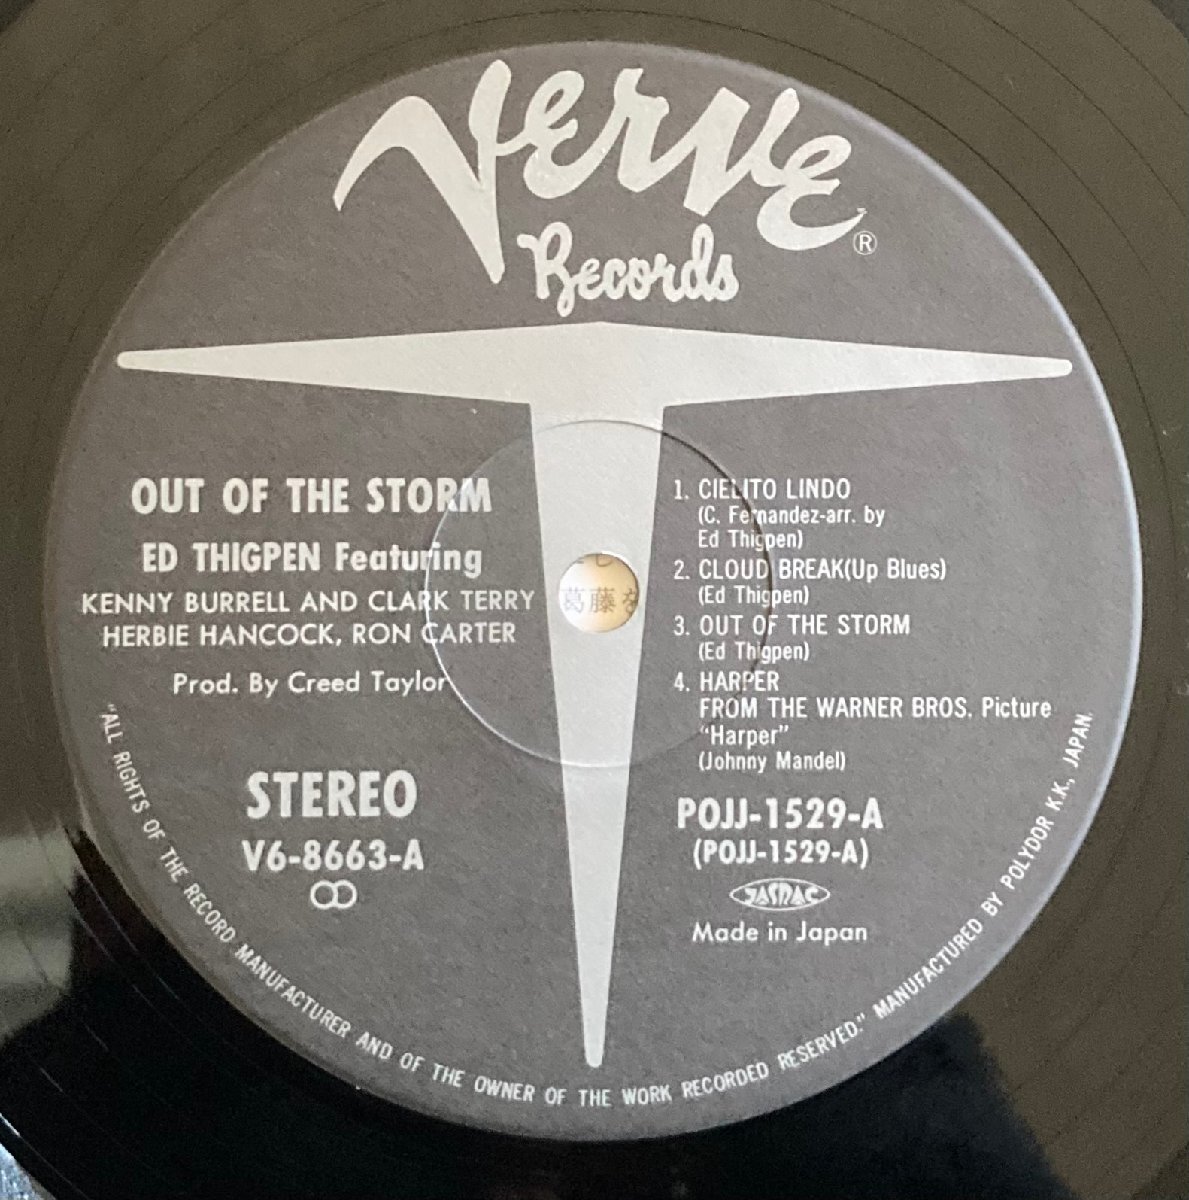 Verve
Records
®
OUT OF THE STORM
ED THIGPEN Featuring
KENNY BURRELL AND CLARK TERRY
HERBIE HANCOCK, RON CARTER
Prod. By Creed Taylor
STEREO
V6-8663-A
1. CIELITO LINDO
(C. Fernandez-arr. by
Ed Thigpen)
2. CLOUD BREAK(Up Blues)
(Ed Thigpen)
3. OUT OF THE STORM
(Ed Thigpen)
4. HARPER
FROM THE WARNER BROS. Picture
"Harper"
(Johnny Mandel)
POJJ-1529-A
(POJJ-1529-A)
JASRAC
Made in Japan
葛藤を
"ALL RIGHTS OF THE RECORD MANUFACTURER AND OF THE OWNER OF THE WORK RECORDED RESERVED." MANUFACTURED BY POLYDOR K.K., JAPAN.